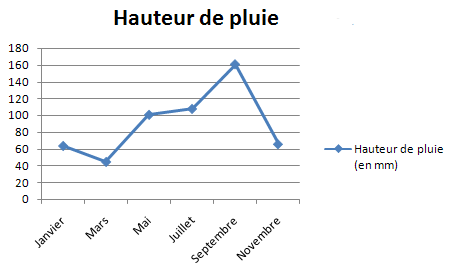 Hauteur de pluie
180
160
140
120
100
80
60
40
20
0
Janvier
Mars
Mai
Juillet
Septembre
Novembre
Hauteur de pluie
(en mm)